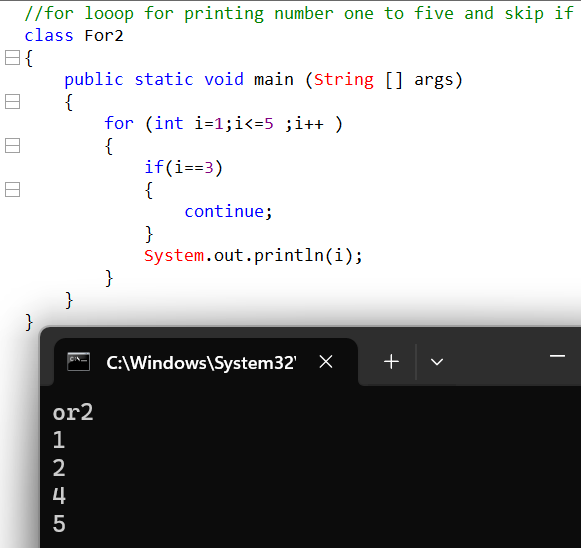 //for looop for printing number one to five and skip if
class For2
{
public static void main (String [] args)
{
for (int i=1;i<=5 ;i++ )
{
if(i==3)
{
continue;
}
System.out.println(i);
}
}
}
C:\Windows\System32\
or2
1
2
4
5